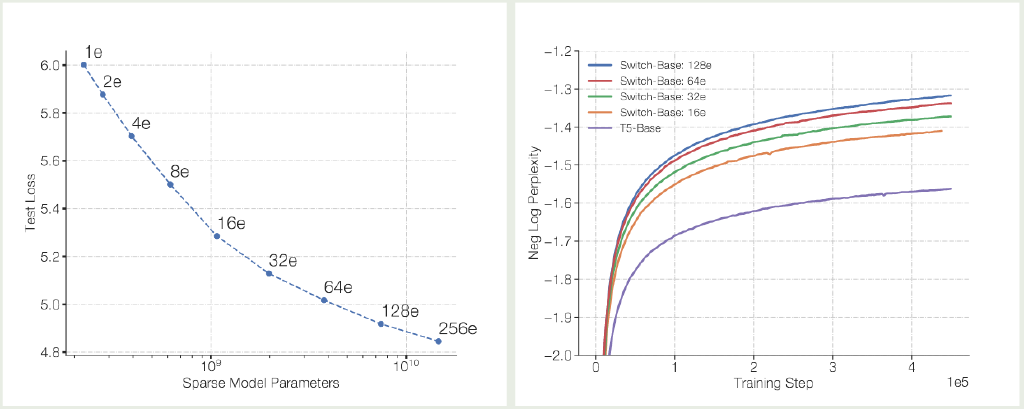 1e
6.0
2e
5.8
4e
5.6
8e
5.4
16e
5.2
32e
64e
5.0
128e
256e
4.8
10⁹
10¹⁰
Test Loss
Sparse Model Parameters
−1.2
Switch-Base: 128e
−1.3
Switch-Base: 64e
Switch-Base: 32e
Switch-Base: 16e
−1.4
T5-Base
−1.5
−1.6
−1.7
−1.8
−1.9
−2.0
0
1
2
3
4
1e5
Neg Log Perplexity
Training Step